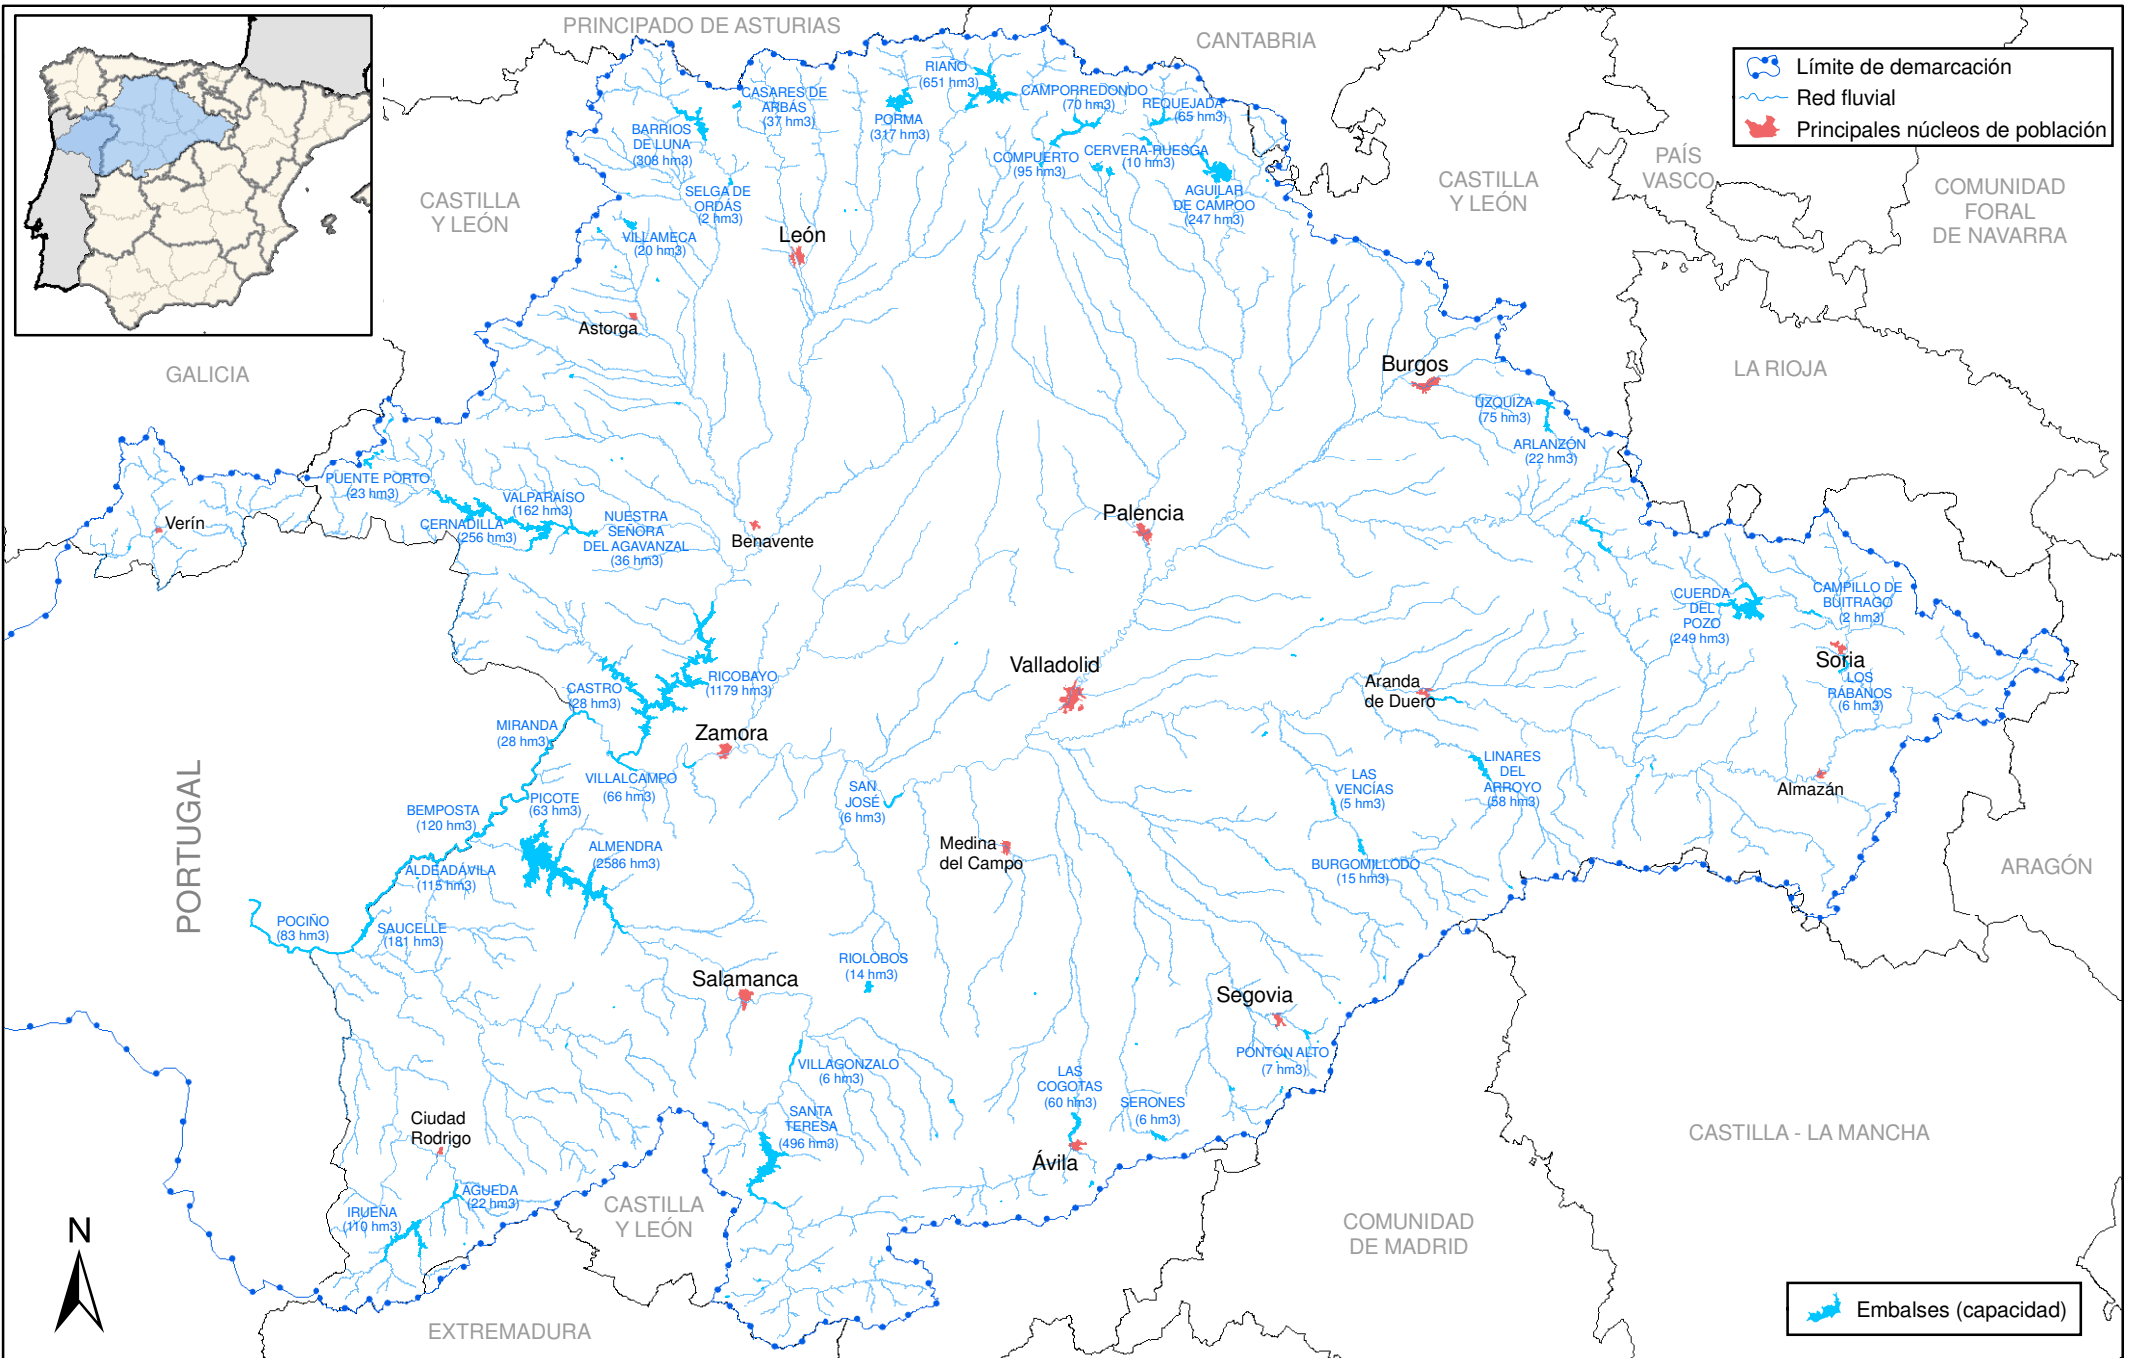 PRINCIPADO DE ASTURIAS
CANTABRIA
Límite de demarcación
Red fluvial
Principales núcleos de población
RIAÑO
(651 hm3)
CASARES DE
ARBÁS
(37 hm3)
PORMA
(317 hm3)
CAMPORREDONDO
(70 hm3)
REQUEJADA
(65 hm3)
BARRIOS
DE LUNA
(308 hm3)
COMPUERTO
(95 hm3)
CERVERA-RUESGA
(10 hm3)
AGUILAR
DE CAMPOO
(247 hm3)
SELGA DE
ORDÁS
(2 hm3)
VILLAMECA
(20 hm3)
CASTILLA
Y LEÓN
CASTILLA
Y LEÓN
PAÍS
VASCO
COMUNIDAD
FORAL
DE NAVARRA
León
Astorga
GALICIA
LA RIOJA
Burgos
UZQUIZA
(75 hm3)
ARLANZÓN
(22 hm3)
PUENTE PORTO
(23 hm3)
VALPARAÍSO
(162 hm3)
CERNADILLA
(256 hm3)
NUESTRA
SEÑORA
DEL AGAVANZAL
(36 hm3)
Verín
Benavente
Palencia
CUERDA
DEL
POZO
(249 hm3)
CAMPILLO DE
BUITRAGO
(2 hm3)
Soria
LOS
RÁBANOS
(6 hm3)
Valladolid
Aranda
de Duero
RICOBAYO
(1179 hm3)
CASTRO
(28 hm3)
MIRANDA
(28 hm3)
Zamora
VILLALCAMPO
(66 hm3)
PICOTE
(63 hm3)
BEMPOSTA
(120 hm3)
SAN
JOSÉ
(6 hm3)
LAS
VENCÍAS
(5 hm3)
LINARES
DEL
ARROYO
(58 hm3)
Almazán
PORTUGAL
ALMENDRA
(2586 hm3)
ALDEADÁVILA
(115 hm3)
Medina
del Campo
BURGOMILLODO
(15 hm3)
ARAGÓN
POCIÑO
(83 hm3)
SAUCELLE
(181 hm3)
RIOLOBOS
(14 hm3)
Salamanca
Segovia
PONTÓN ALTO
(7 hm3)
VILLAGONZALO
(6 hm3)
LAS
COGOTAS
(60 hm3)
SERONES
(6 hm3)
SANTA
TERESA
(496 hm3)
Ávila
Ciudad
Rodrigo
ÁGUEDA
(22 hm3)
IRUEÑA
(110 hm3)
CASTILLA
Y LEÓN
COMUNIDAD
DE MADRID
CASTILLA - LA MANCHA
EXTREMADURA
N
Embalses (capacidad)